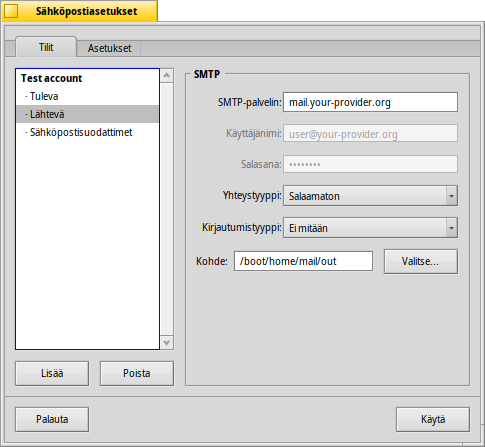 Sähköpostiasetukset
Tilit
Asetukset
Test account
· Tuleva
· Lähtevä
· Sähköpostisuodattimet
Lisää
Poista
SMTP
SMTP-palvelin: mail.your-provider.org
Käyttäjänimi: user@your-provider.org
Salasana: ••••••••
Yhteystyyppi: Salaamaton
Kirjautumistyyppi: Ei mitään
Kohde: /boot/home/mail/out Valitse...
Palauta
Käytä